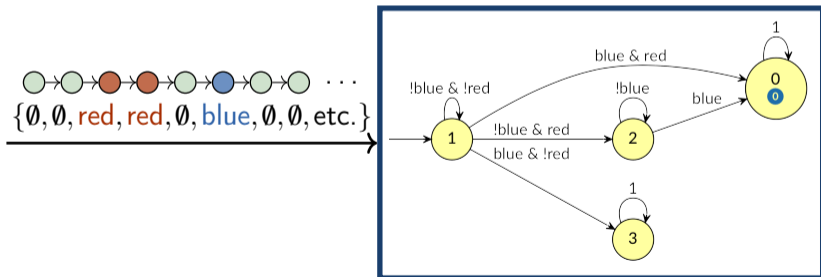 {∅, ∅, red, red, ∅, blue, ∅, ∅, etc.}
· · ·
1
blue & red
0
0
!blue & !red
!blue
blue
1
!blue & red
2
blue & !red
1
3